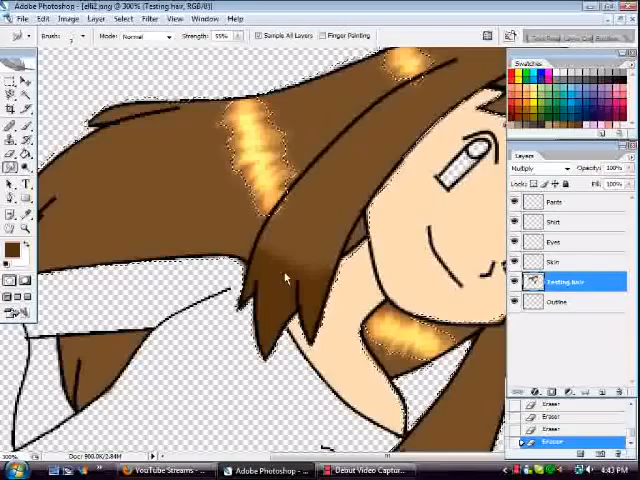 Adobe Photoshop - [elli2.png @ 300% (Testing hair, RGB/8)]
File Edit Image Layer Select Filter View Window Help
Brush: Mode: Normal Strength: 55% Sample All Layers Finger Painting
Swatches
Layers
Multiply Opacity: 100%
Locks: Fill: 100%
Pants
Shirt
Eyes
Skin
Testing hair
Outline
Eraser
Eraser
Eraser
Eraser
300% Doc: 900.0K/2.84M
YouTube Streams - ... Adobe Photoshop - [... Debut Video Captur... 4:43 PM